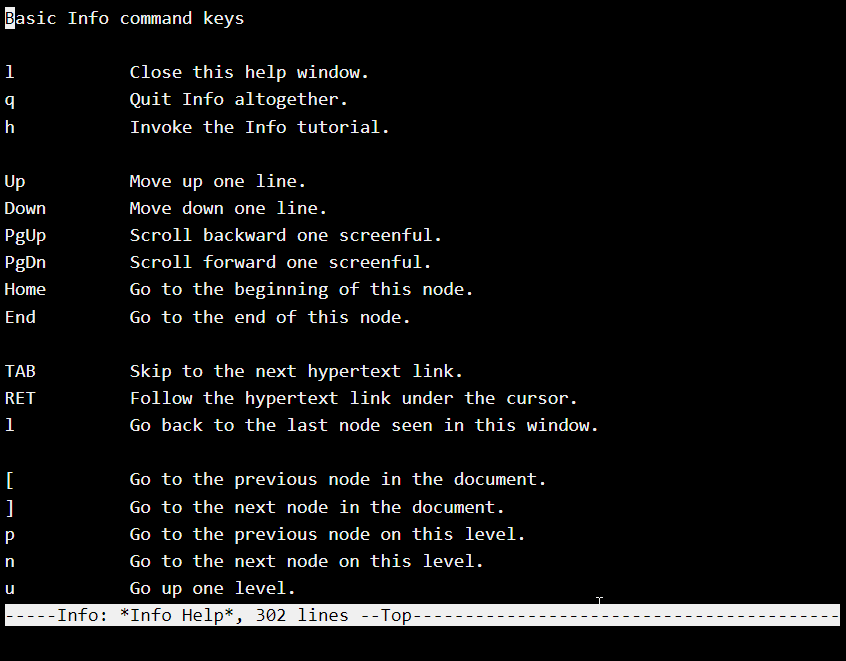 Basic Info command keys

l           Close this help window.
q           Quit Info altogether.
h           Invoke the Info tutorial.

Up          Move up one line.
Down        Move down one line.
PgUp        Scroll backward one screenful.
PgDn        Scroll forward one screenful.
Home        Go to the beginning of this node.
End         Go to the end of this node.

TAB         Skip to the next hypertext link.
RET         Follow the hypertext link under the cursor.
l           Go back to the last node seen in this window.

[           Go to the previous node in the document.
]           Go to the next node in the document.
p           Go to the previous node on this level.
n           Go to the next node on this level.
u           Go up one level.
-----Info: *Info Help*, 302 lines --Top-----------------------------------------